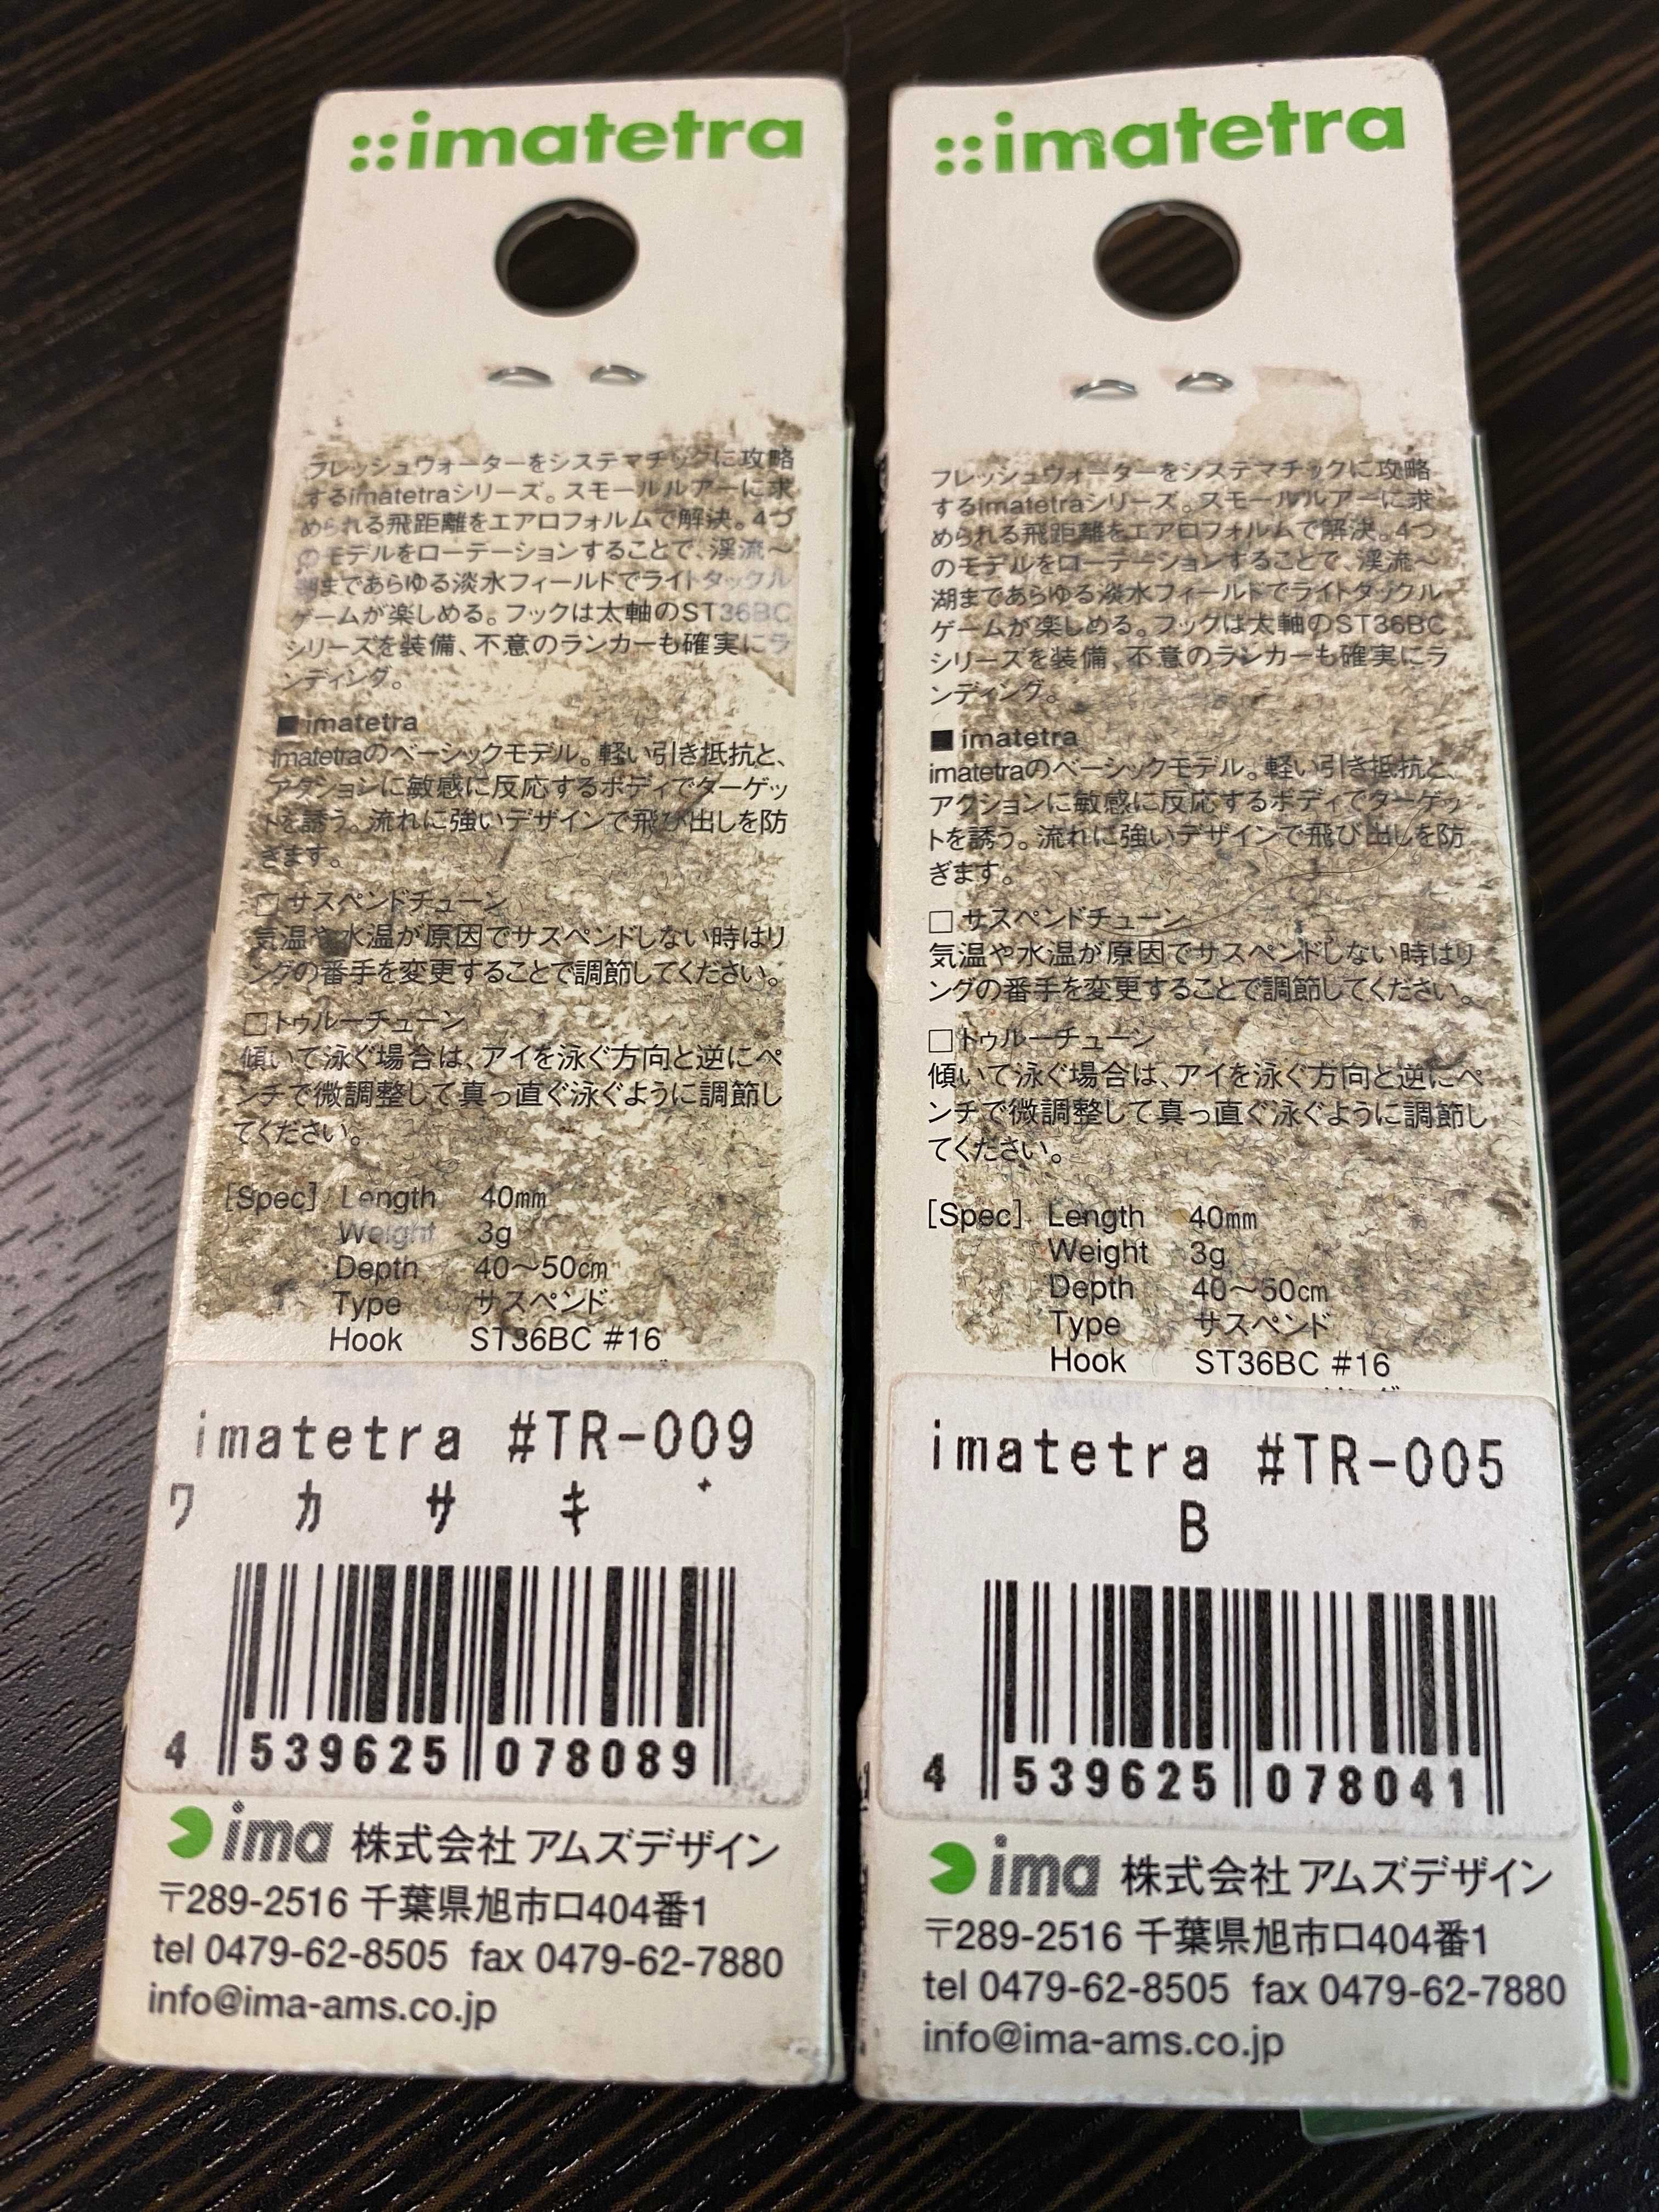 imatetra
フレッシュウォーターをシステマチックに攻略
するimatetraシリーズ。スモールルアーに求
められる飛距離をエアロフォルムで解決。4つ
のモデルをローテーションすることで、渓流〜
湖まであらゆる淡水フィールドでライトタックル
ゲームが楽しめる。フックは太軸のST36BC
シリーズを装備、不意のランカーも確実にラ
ンディング。
■imatetra
imatetraのベーシックモデル。軽い引き抵抗と、
アクションに敏感に反応するボディでターゲッ
トを誘う。流れに強いデザインで飛び出しを防
ぎます。
□サスペンドチューン
気温や水温が原因でサスペンドしない時はリ
ングの番手を変更することで調節してください。
□トゥルーチューン
傾いて泳ぐ場合は、アイを泳ぐ方向と逆にペ
ンチで微調整して真っ直ぐ泳ぐように調節し
てください。
[Spec] Length 40㎜
Weight 3g
Depth 40〜50㎝
Type サスペンド
Hook ST36BC #16
imatetra #TR-009
ワカサキ
4 539625 078089
ima 株式会社 アムズデザイン
〒289-2516 千葉県旭市口404番1
tel 0479-62-8505 fax 0479-62-7880
info@ima-ams.co.jp
imatetra
フレッシュウォーターをシステマチックに攻略
するimatetraシリーズ。スモールルアーに求
められる飛距離をエアロフォルムで解決。4つ
のモデルをローテーションすることで、渓流〜
湖まであらゆる淡水フィールドでライトタックル
ゲームが楽しめる。フックは太軸のST36BC
シリーズを装備、不意のランカーも確実にラ
ンディング。
■imatetra
imatetraのベーシックモデル。軽い引き抵抗と、
アクションに敏感に反応するボディでターゲッ
トを誘う。流れに強いデザインで飛び出しを防
ぎます。
□サスペンドチューン
気温や水温が原因でサスペンドしない時はリ
ングの番手を変更することで調節してください。
□トゥルーチューン
傾いて泳ぐ場合は、アイを泳ぐ方向と逆にペ
ンチで微調整して真っ直ぐ泳ぐように調節し
てください。
[Spec] Length 40㎜
Weight 3g
Depth 40〜50㎝
Type サスペンド
Hook ST36BC #16
imatetra #TR-005
B
4 539625 078041
ima 株式会社 アムズデザイン
〒289-2516 千葉県旭市口404番1
tel 0479-62-8505 fax 0479-62-7880
info@ima-ams.co.jp